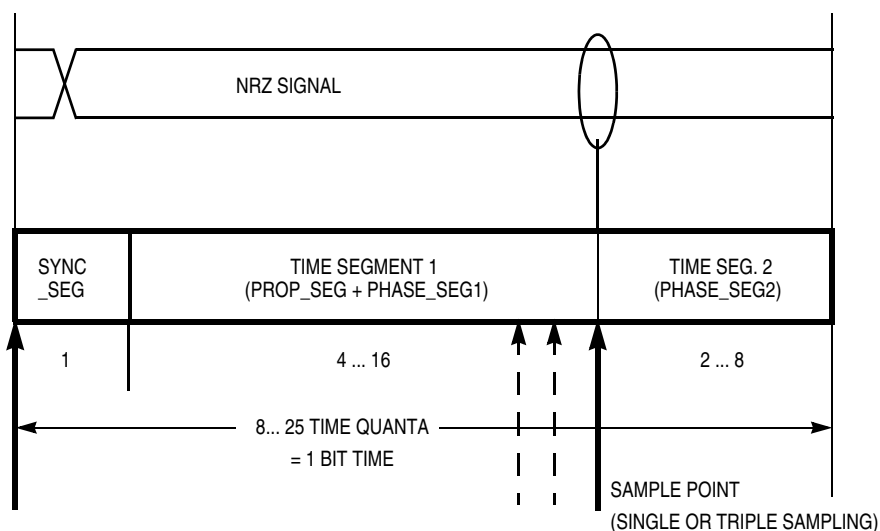 NRZ SIGNAL
SYNC
_SEG
TIME SEGMENT 1
(PROP_SEG + PHASE_SEG1)
TIME SEG. 2
(PHASE_SEG2)
1
4 ... 16
2 ... 8
8... 25 TIME QUANTA
= 1 BIT TIME
SAMPLE POINT
(SINGLE OR TRIPLE SAMPLING)